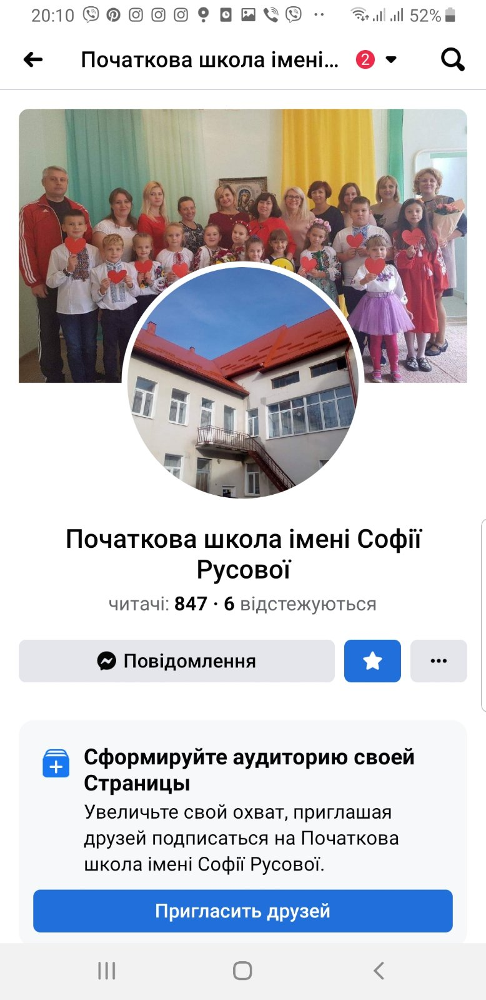 20:10
52%
Початкова школа імені...
2
Початкова школа імені Софії
Русової
читачі: 847 · 6 відстежуються
Повідомлення
Сформируйте аудиторию своей
Страницы
Увеличьте свой охват, приглашая
друзей подписаться на Початкова
школа імені Софії Русової.
Пригласить друзей